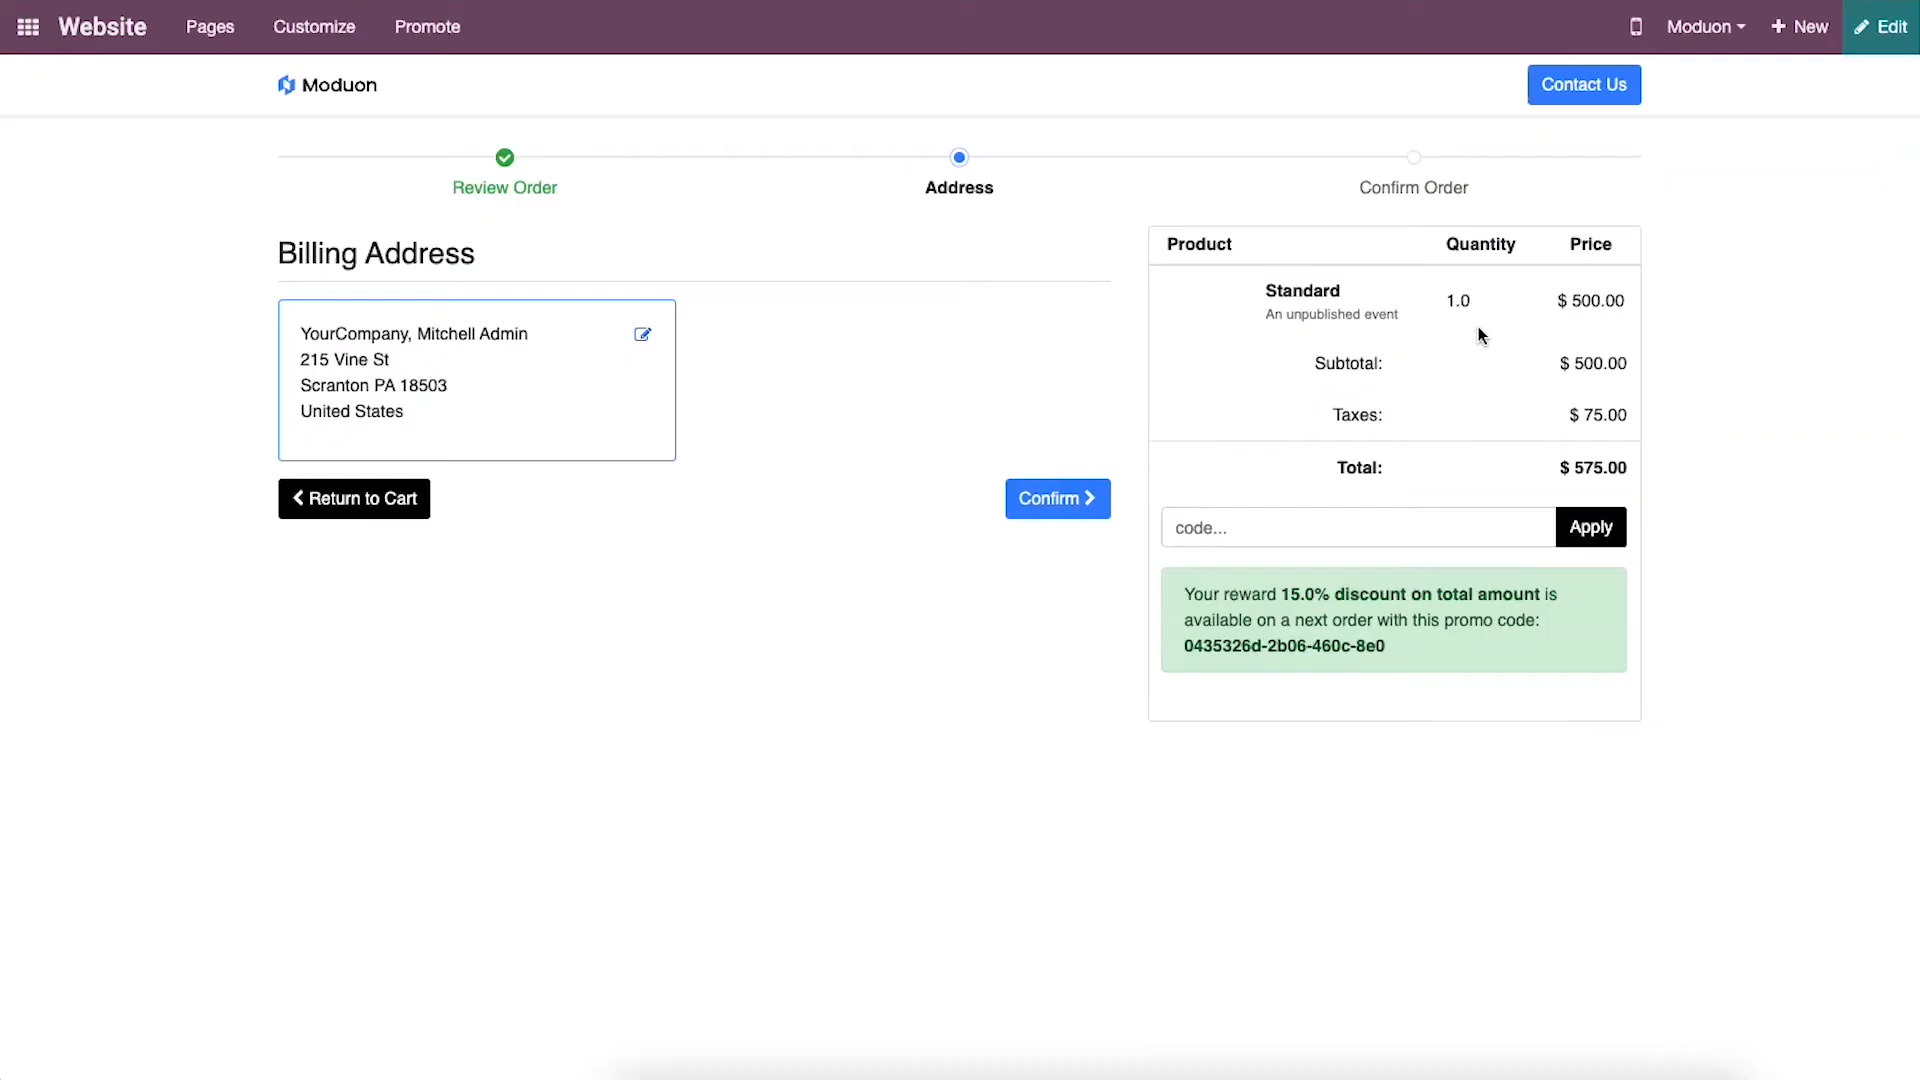 Website Pages Customize Promote Moduon + New Edit
Moduon Contact Us
Review Order Address Confirm Order
Billing Address
YourCompany, Mitchell Admin
215 Vine St
Scranton PA 18503
United States
Return to Cart Confirm
Product Quantity Price
Standard 1.0 $ 500.00
An unpublished event
Subtotal: $ 500.00
Taxes: $ 75.00
Total: $ 575.00
code... Apply
Your reward 15.0% discount on total amount is
available on a next order with this promo code:
0435326d-2b06-460c-8e0